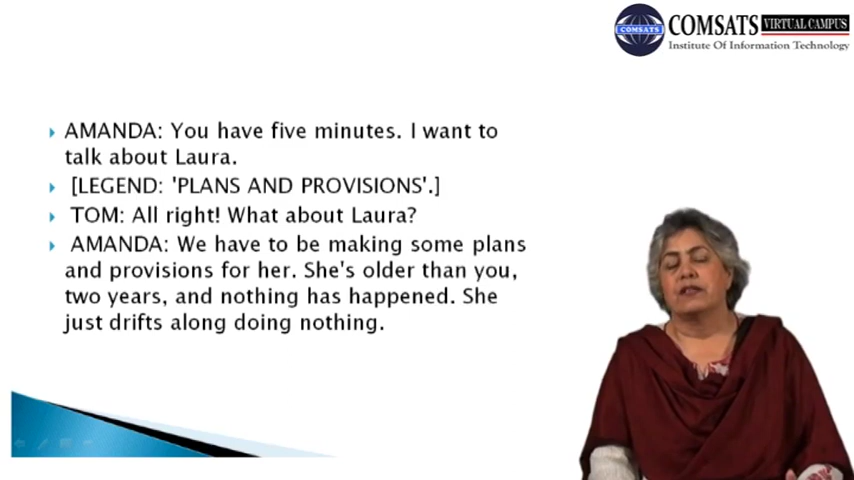 COMSATS VIRTUAL CAMPUS
COMSATS
Institute Of Information Technology
AMANDA: You have five minutes. I want to
talk about Laura.
[LEGEND: 'PLANS AND PROVISIONS'.]
TOM: All right! What about Laura?
AMANDA: We have to be making some plans
and provisions for her. She's older than you,
two years, and nothing has happened. She
just drifts along doing nothing.